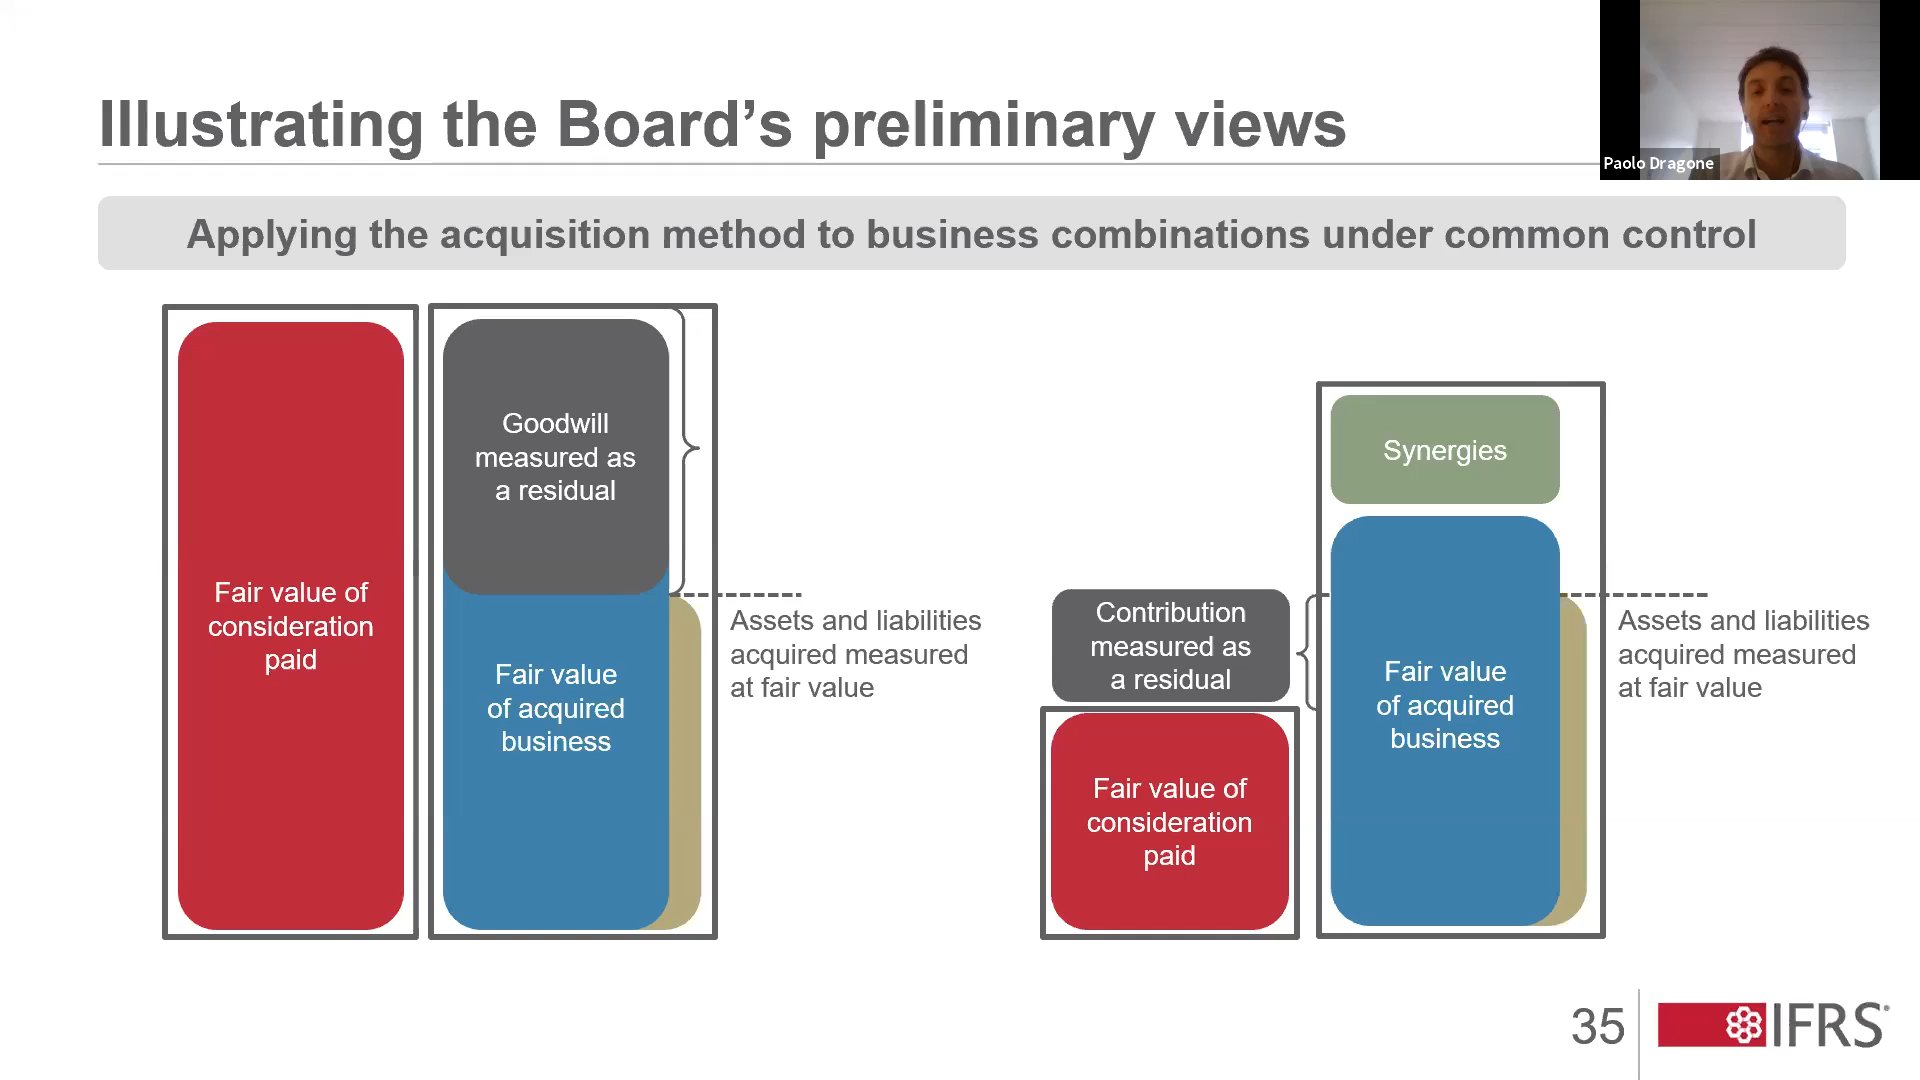 Illustrating the Board’s preliminary views
Paolo Dragone
Applying the acquisition method to business combinations under common control
Fair value of
consideration
paid
Goodwill
measured as
a residual
Fair value
of acquired
business
Assets and liabilities
acquired measured
at fair value
Contribution
measured as
a residual
Fair value of
consideration
paid
Synergies
Fair value
of acquired
business
Assets and liabilities
acquired measured
at fair value
35
IFRS